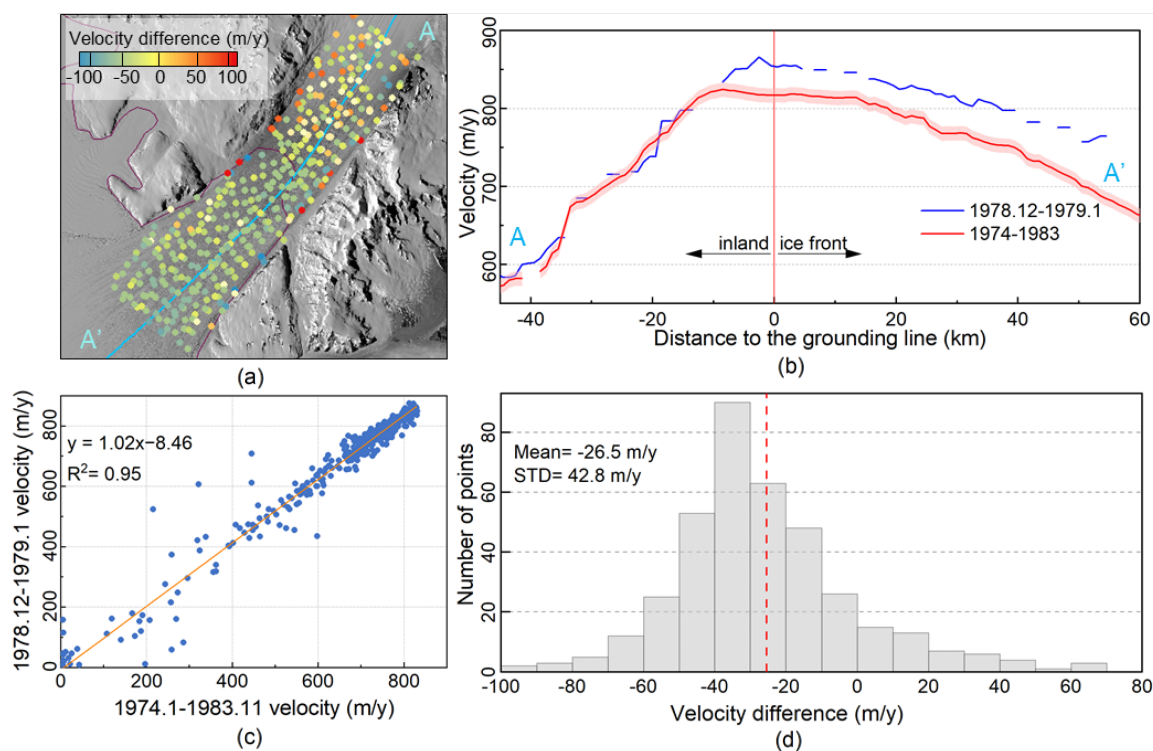 Velocity difference (m/y)
-100 -50 0 50 100
A
A'
(a)
Velocity (m/y)
900
800
700
600
A
A'
1978.12-1979.1
1974-1983
inland
ice front
-40 -20 0 20 40 60
Distance to the grounding line (km)
(b)
1978.12-1979.1 velocity (m/y)
800
600
400
200
0
y = 1.02x−8.46
R²= 0.95
0 200 400 600 800
1974.1-1983.11 velocity (m/y)
(c)
Number of points
80
60
40
20
0
Mean= -26.5 m/y
STD= 42.8 m/y
-100 -80 -60 -40 -20 0 20 40 60 80
Velocity difference (m/y)
(d)